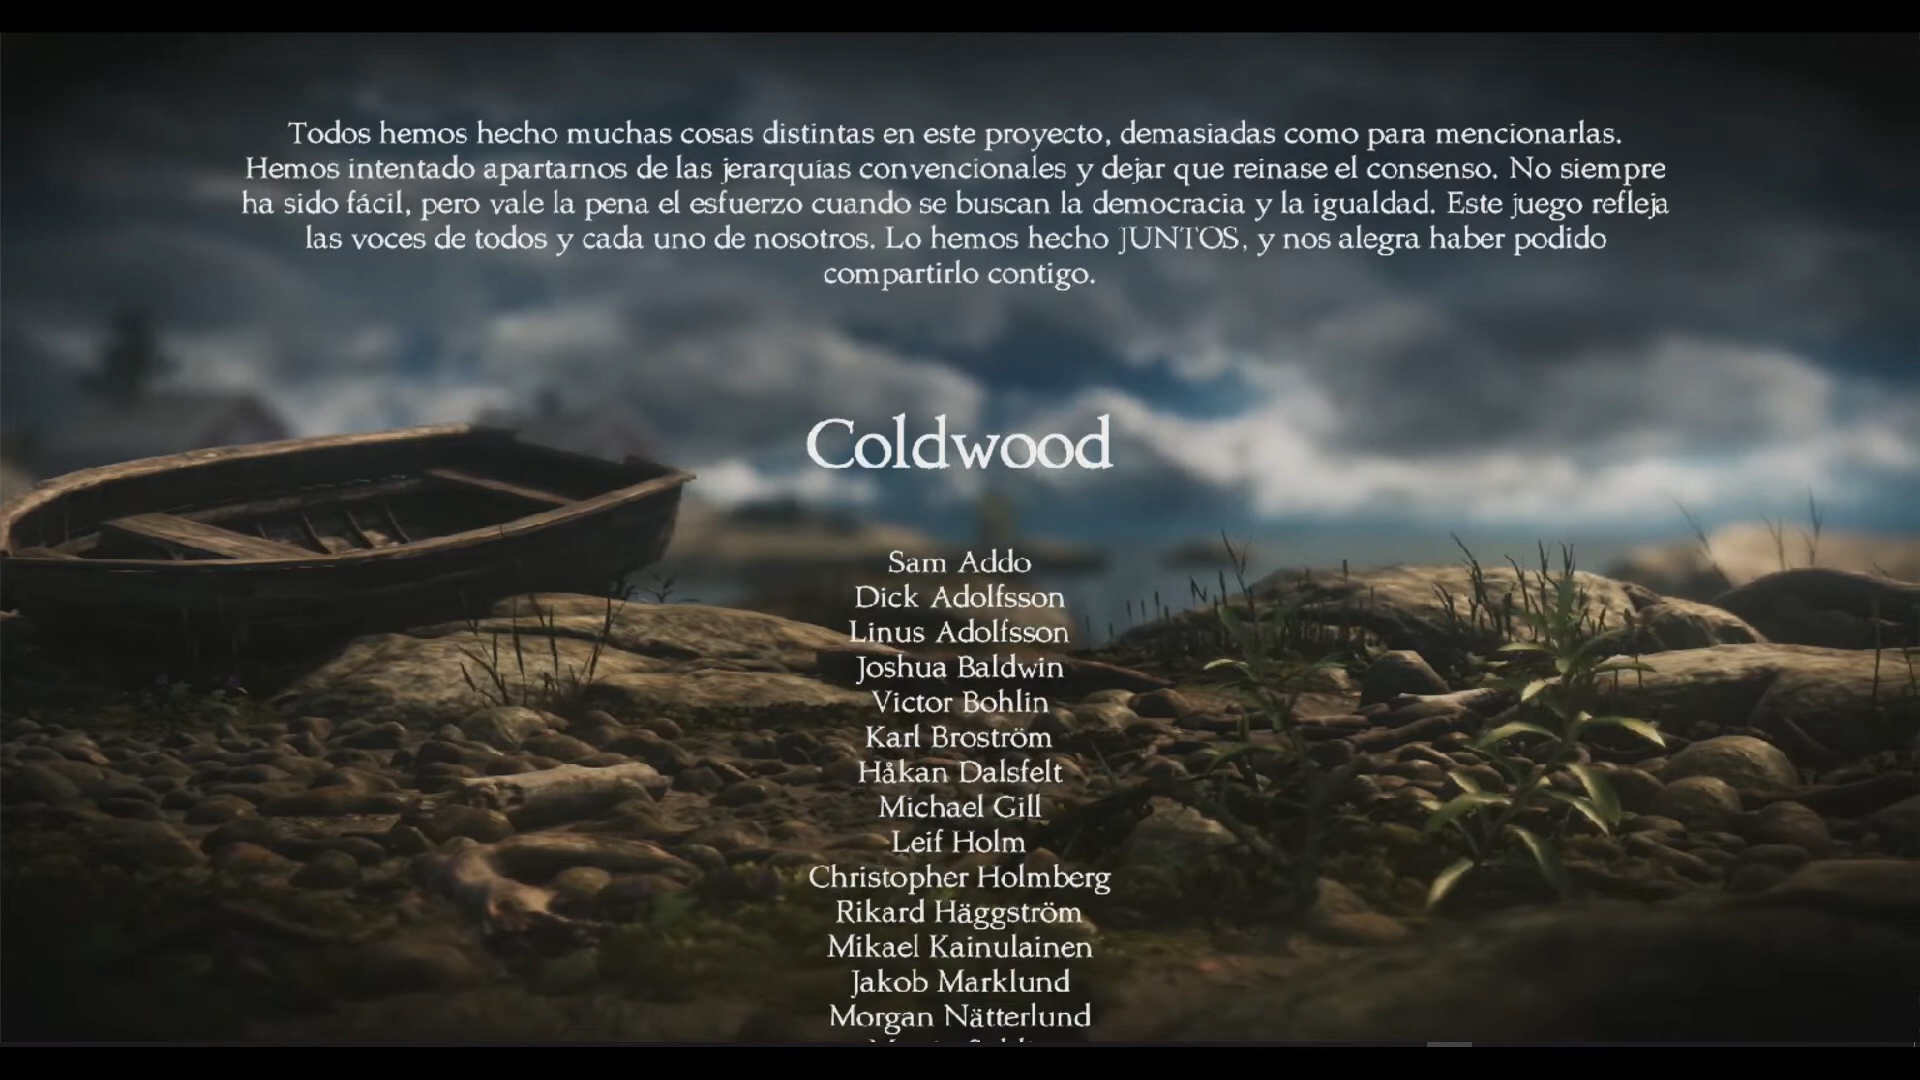 Todos hemos hecho muchas cosas distintas en este proyecto, demasiadas como para mencionarlas.
Hemos intentado apartarnos de las jerarquías convencionales y dejar que reinase el consenso. No siempre
ha sido fácil, pero vale la pena el esfuerzo cuando se buscan la democracia y la igualdad. Este juego refleja
las voces de todos y cada uno de nosotros. Lo hemos hecho JUNTOS, y nos alegra haber podido
compartirlo contigo.
Coldwood
Sam Addo
Dick Adolfsson
Linus Adolfsson
Joshua Baldwin
Victor Bohlin
Karl Broström
Håkan Dalsfelt
Michael Gill
Leif Holm
Christopher Holmberg
Rikard Häggström
Mikael Kainulainen
Jakob Marklund
Morgan Nätterlund